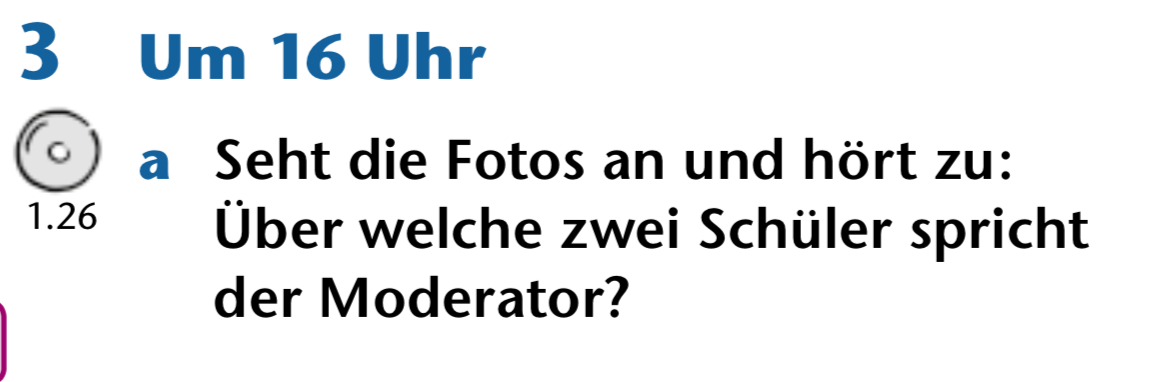 3 Um 16 Uhr
a Seht die Fotos an und hört zu:
1.26 Über welche zwei Schüler spricht
der Moderator?